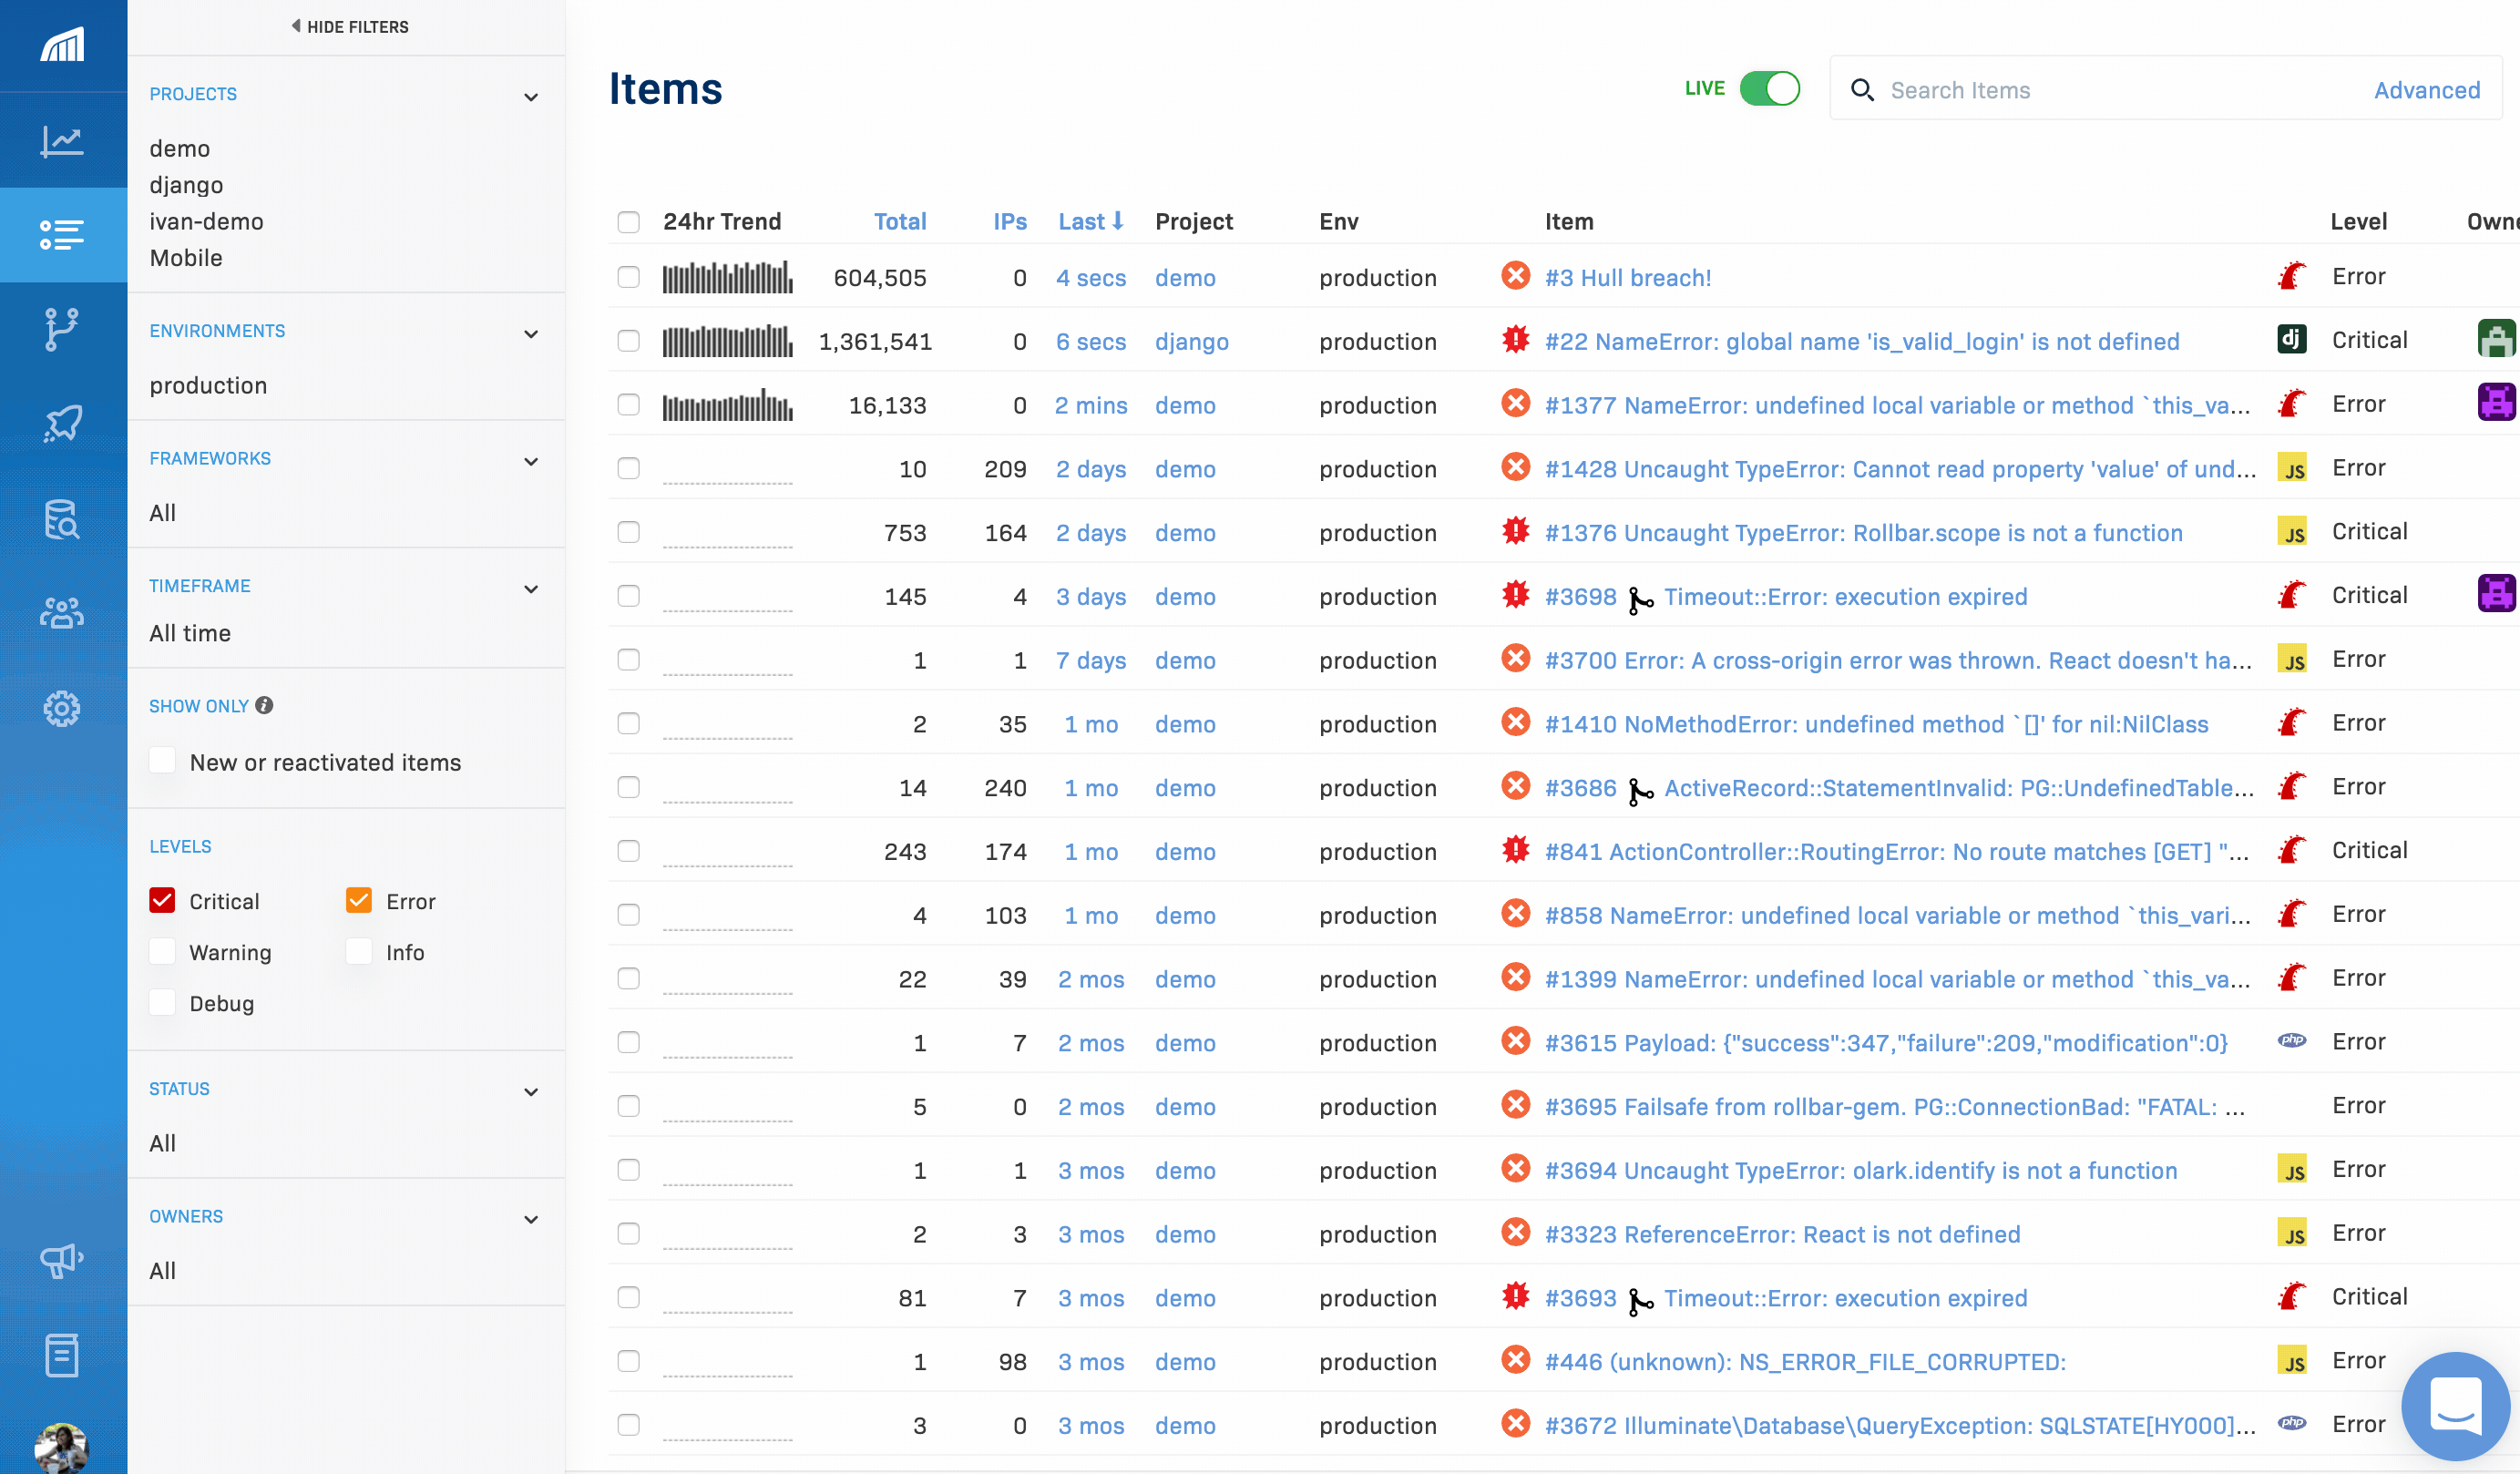 HIDE FILTERS
PROJECTS
demo
django
ivan-demo
Mobile
ENVIRONMENTS
production
FRAMEWORKS
All
TIMEFRAME
All time
SHOW ONLY
New or reactivated items
LEVELS
Critical Error
Warning Info
Debug
STATUS
All
OWNERS
All
Items
LIVE
Search Items
Advanced
24hr Trend Total IPs Last Project Env Item Level Owne
604,505 0 4 secs demo production #3 Hull breach! Error
1,361,541 0 6 secs django production #22 NameError: global name 'is_valid_login' is not defined dj Critical
16,133 0 2 mins demo production #1377 NameError: undefined local variable or method `this_va... Error
10 209 2 days demo production #1428 Uncaught TypeError: Cannot read property 'value' of und... JS Error
753 164 2 days demo production #1376 Uncaught TypeError: Rollbar.scope is not a function JS Critical
145 4 3 days demo production #3698 Timeout::Error: execution expired Critical
1 1 7 days demo production #3700 Error: A cross-origin error was thrown. React doesn't ha... JS Error
2 35 1 mo demo production #1410 NoMethodError: undefined method `[]' for nil:NilClass Error
14 240 1 mo demo production #3686 ActiveRecord::StatementInvalid: PG::UndefinedTable... Error
243 174 1 mo demo production #841 ActionController::RoutingError: No route matches [GET] "... Critical
4 103 1 mo demo production #858 NameError: undefined local variable or method `this_vari... Error
22 39 2 mos demo production #1399 NameError: undefined local variable or method `this_va... Error
1 7 2 mos demo production #3615 Payload: {"success":347,"failure":209,"modification":0} php Error
5 0 2 mos demo production #3695 Failsafe from rollbar-gem. PG::ConnectionBad: "FATAL: ... Error
1 1 3 mos demo production #3694 Uncaught TypeError: olark.identify is not a function JS Error
2 3 3 mos demo production #3323 ReferenceError: React is not defined JS Error
81 7 3 mos demo production #3693 Timeout::Error: execution expired Critical
1 98 3 mos demo production #446 (unknown): NS_ERROR_FILE_CORRUPTED: JS Error
3 0 3 mos demo production #3672 Illuminate\Database\QueryException: SQLSTATE[HY000]... php Error